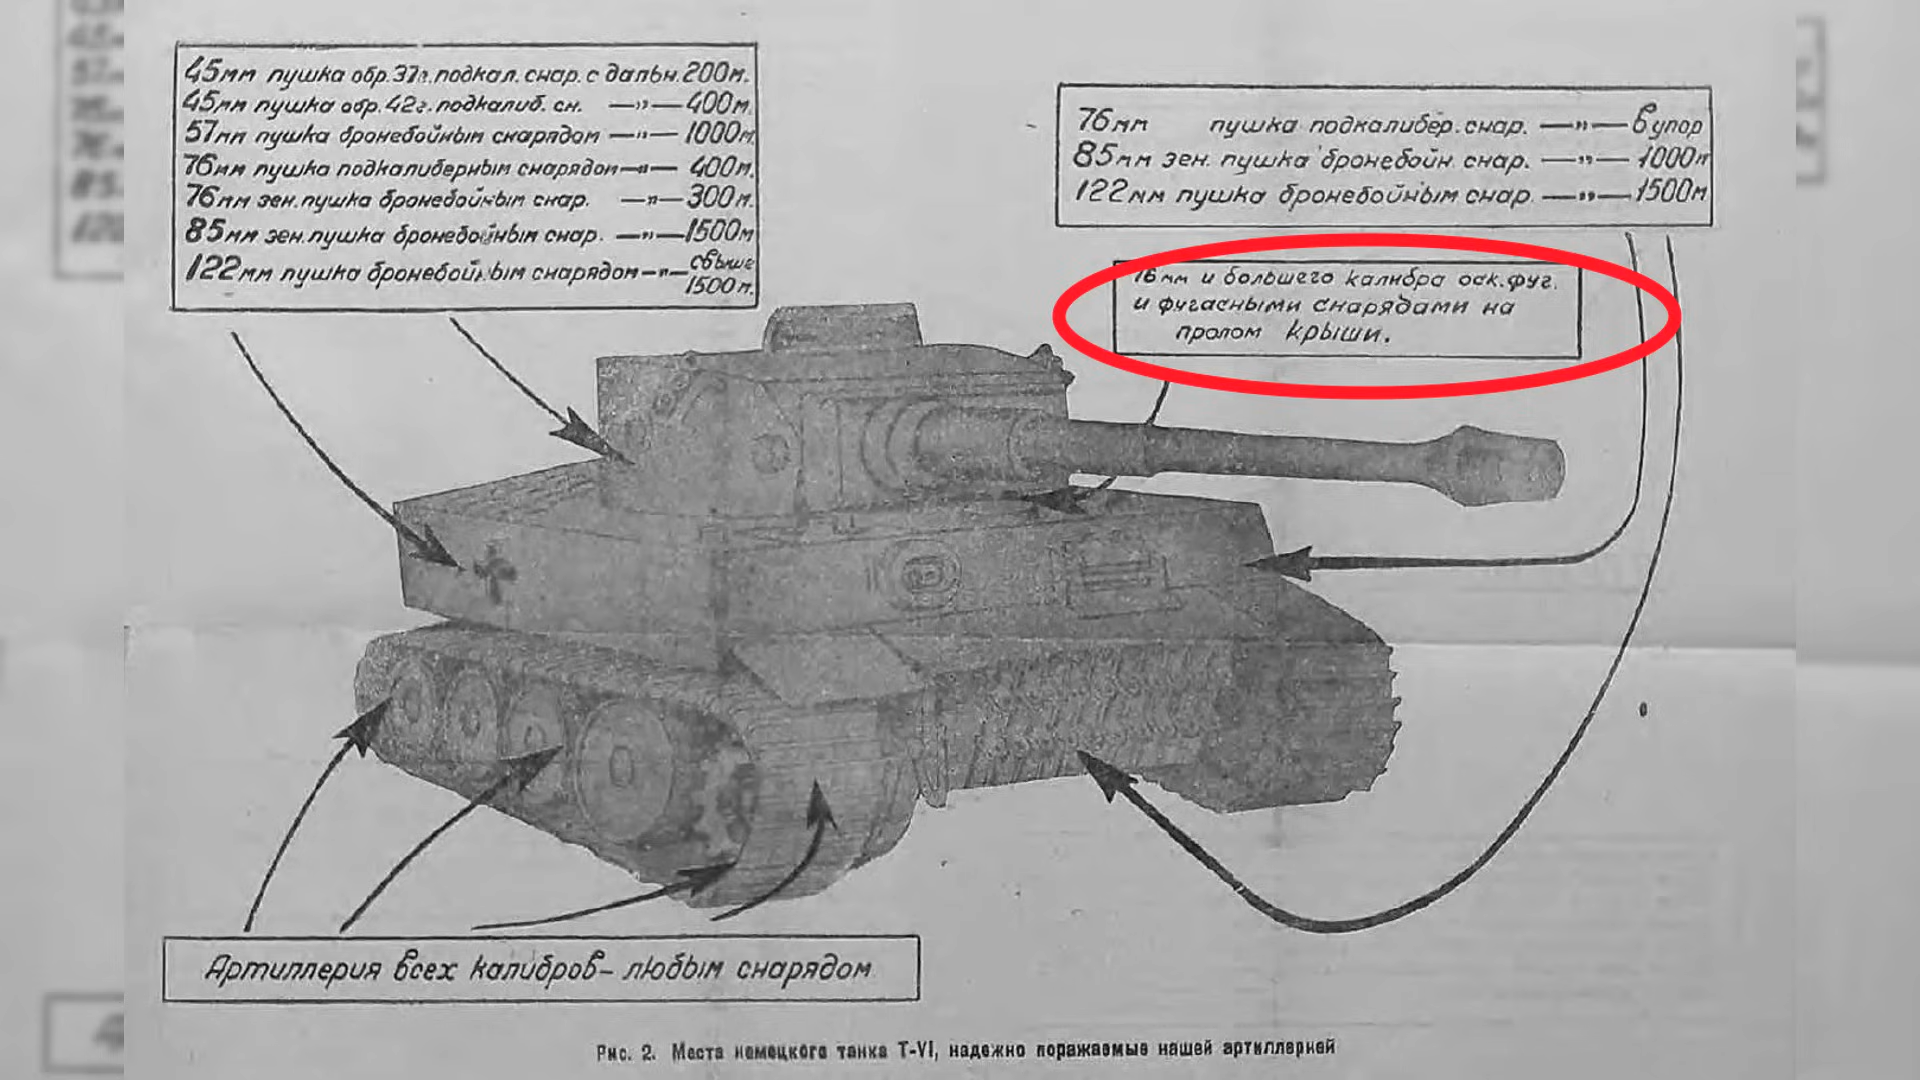 45мм пушка обр.37г. подкал. снар. с дальн. 200м.
45мм пушка обр. 42г. подкалиб. сн. —"— 400м.
57мм пушка бронебойным снарядом —"— 1000м
76мм пушка подкалиберным снарядом —"— 400м.
76мм зен. пушка бронебойным снар. —"— 300м.
85мм зен. пушка бронебойным снар. —"— 1500м
122мм пушка бронебойным снарядом —"— свыше 1500м.
76мм пушка подкалибер. снар. —"— в упор
85мм зен. пушка бронебойн. снар. —"— 1000м
122мм пушка бронебойным снар. —"— 1500м
76мм и большего калибра оск. фуг.
и фугасными снарядами на
пролом крыши.
Артиллерия всех калибров – любым снарядом
Рис. 2. Места немецкого танка Т-VI, надежно поражаемые нашей артиллерией